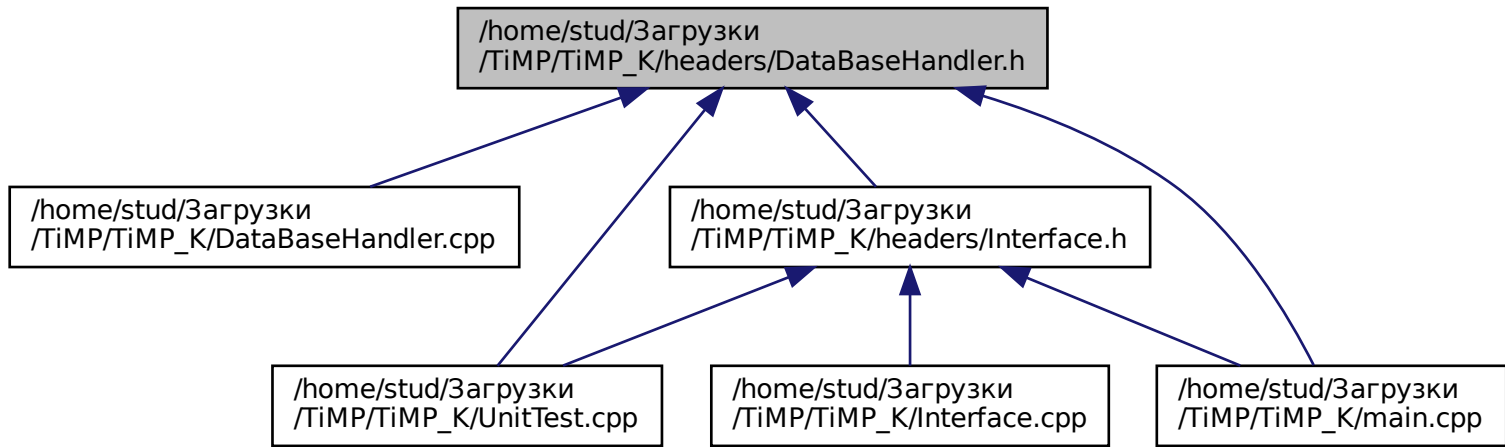 /home/stud/Загрузки
/TiMP/TiMP_K/headers/DataBaseHandler.h
/home/stud/Загрузки
/TiMP/TiMP_K/DataBaseHandler.cpp
/home/stud/Загрузки
/TiMP/TiMP_K/headers/Interface.h
/home/stud/Загрузки
/TiMP/TiMP_K/UnitTest.cpp
/home/stud/Загрузки
/TiMP/TiMP_K/Interface.cpp
/home/stud/Загрузки
/TiMP/TiMP_K/main.cpp